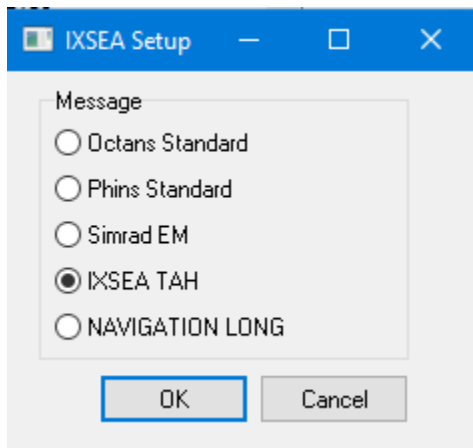 IXSEA Setup
Message
Octans Standard
Phins Standard
Simrad EM
IXSEA TAH
NAVIGATION LONG
OK
Cancel